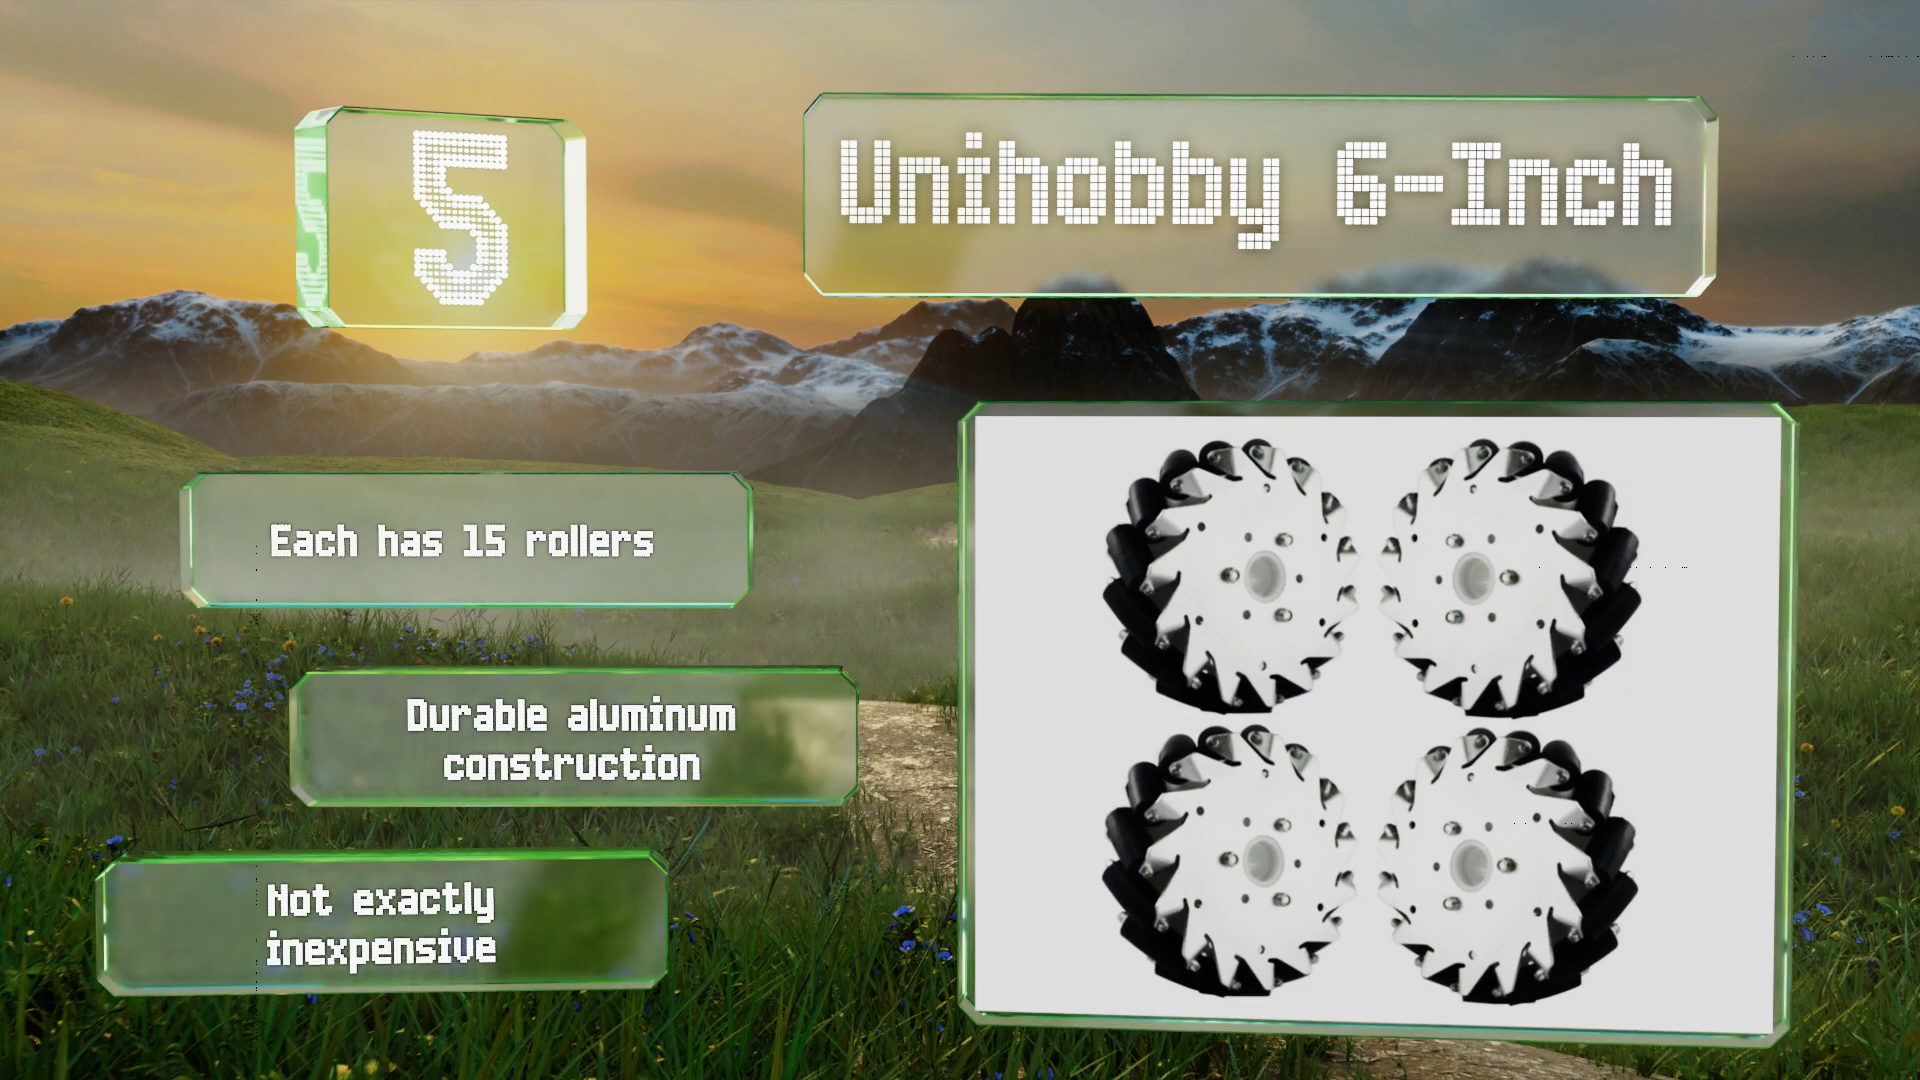 5
Unihobby 6-Inch
Each has 15 rollers
Durable aluminum
construction
Not exactly
inexpensive